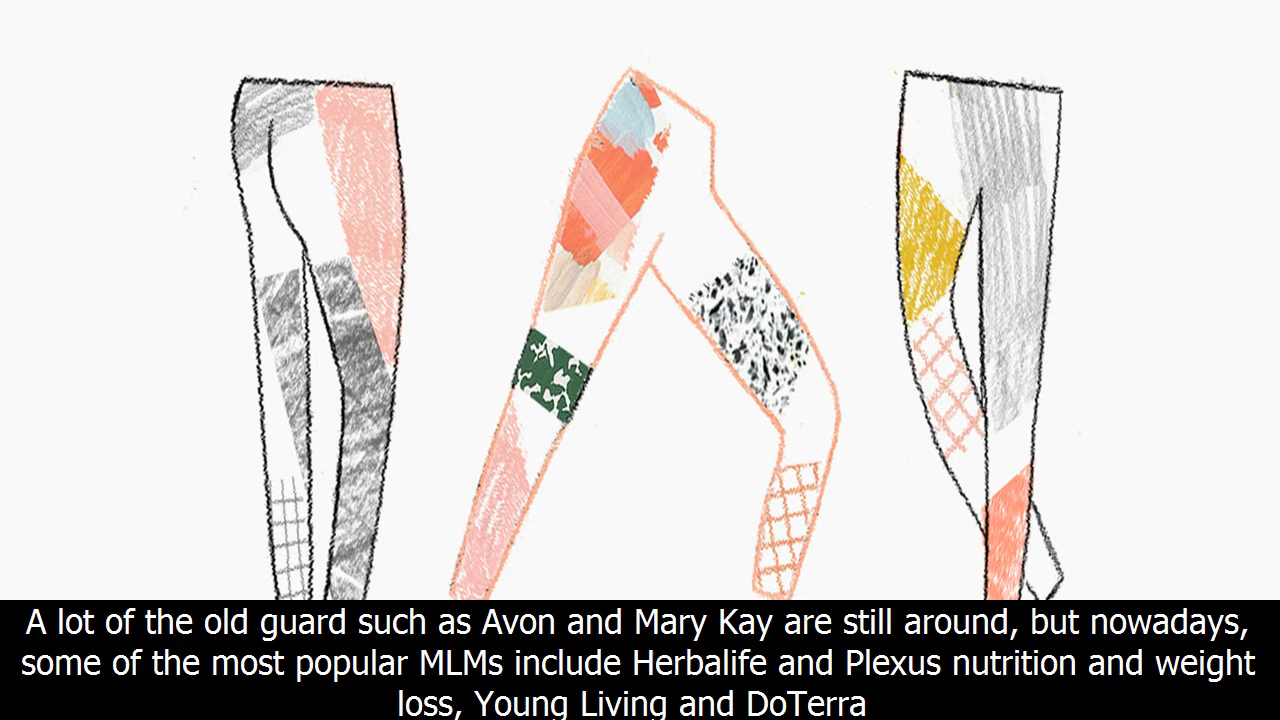 A lot of the old guard such as Avon and Mary Kay are still around, but nowadays,
some of the most popular MLMs include Herbalife and Plexus nutrition and weight
loss, Young Living and DoTerra